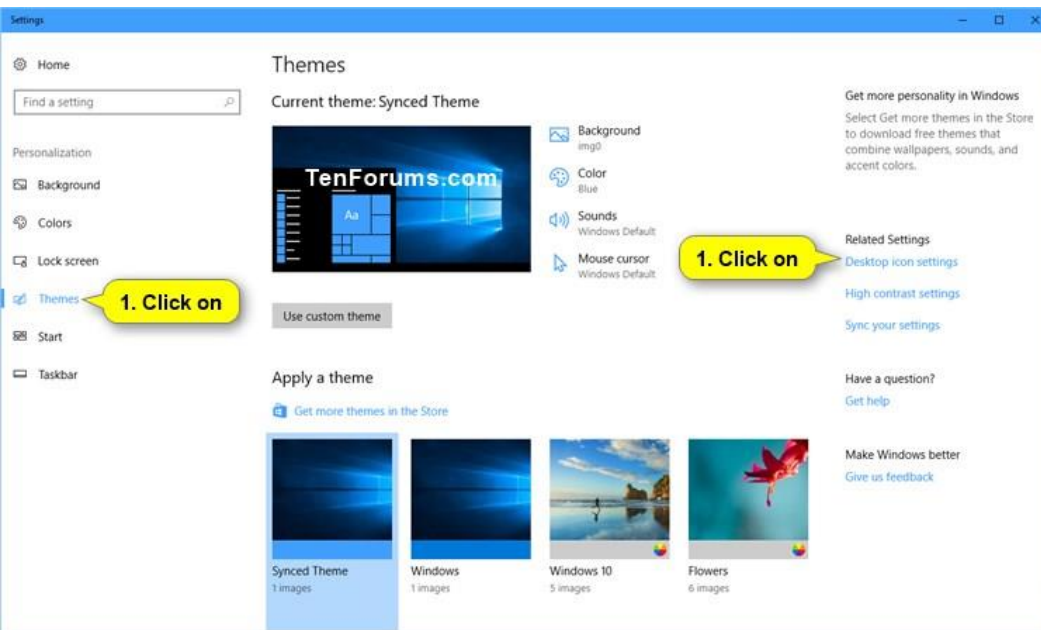 Settings
Home
Find a setting
Personalization
Background
Colors
Lock screen
Themes
1. Click on
Start
Taskbar
Themes
Current theme: Synced Theme
TenForums.com
Aa
Background
img0
Color
Blue
Sounds
Windows Default
Mouse cursor
Windows Default
Use custom theme
Apply a theme
Get more themes in the Store
Synced Theme
1 images
Windows
1 images
Windows 10
5 images
Flowers
6 images
Get more personality in Windows
Select Get more themes in the Store
to download free themes that
combine wallpapers, sounds, and
accent colors.
Related Settings
1. Click on
Desktop icon settings
High contrast settings
Sync your settings
Have a question?
Get help
Make Windows better
Give us feedback